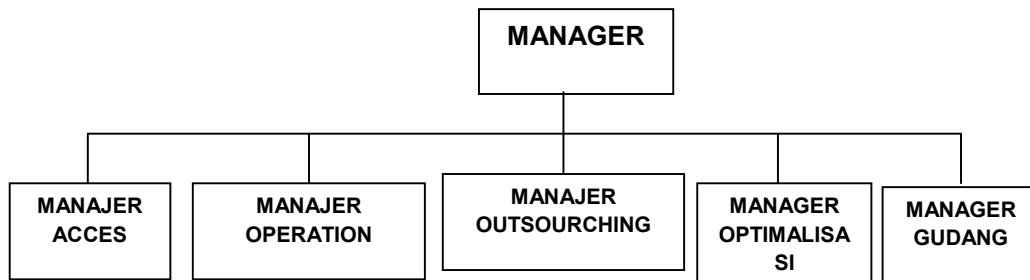 MANAGER
MANAJER
ACCES
MANAJER
OPERATION
MANAJER
OUTSOURCHING
MANAGER
OPTIMALISA
SI
MANAGER
GUDANG